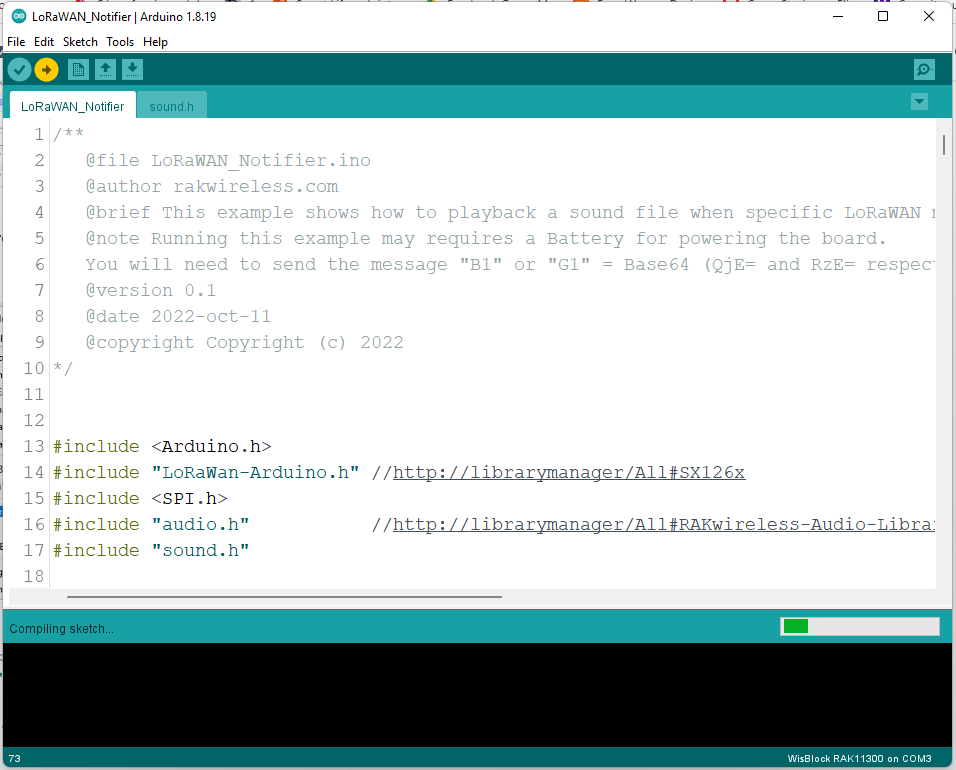 LoRaWAN_Notifier | Arduino 1.8.19
File Edit Sketch Tools Help
LoRaWAN_Notifier sound.h
1 /**
2 @file LoRaWAN_Notifier.ino
3 @author rakwireless.com
4 @brief This example shows how to playback a sound file when specific LoRaWAN
5 @note Running this example may requires a Battery for powering the board.
6 You will need to send the message "B1" or "G1" = Base64 (QjE= and RzE= respec
7 @version 0.1
8 @date 2022-oct-11
9 @copyright Copyright (c) 2022
10 */
11
12
13 #include <Arduino.h>
14 #include "LoRaWan-Arduino.h" //http://librarymanager/All#SX126x
15 #include <SPI.h>
16 #include "audio.h" //http://librarymanager/All#RAKwireless-Audio-Librar
17 #include "sound.h"
18
Compiling sketch...
73 WisBlock RAK11300 on COM3